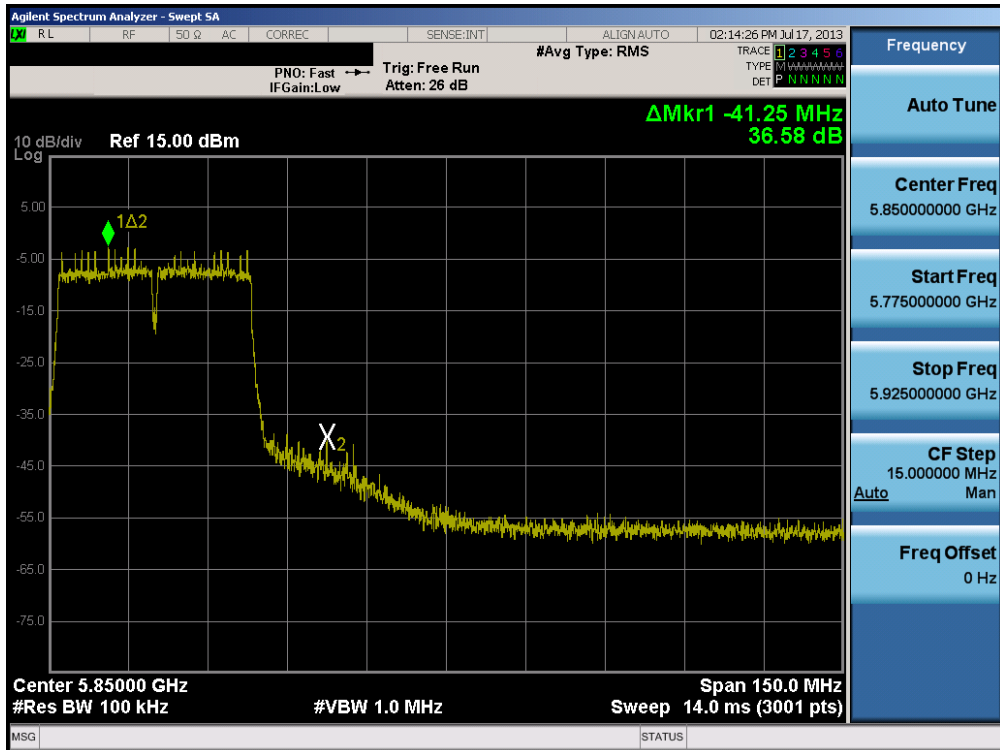 Agilent Spectrum Analyzer - Swept SA
LXI RL RF 50 Ω AC CORREC SENSE:INT ALIGN AUTO 02:14:26 PM Jul 17, 2013
#Avg Type: RMS TRACE 1 2 3 4 5 6
PNO: Fast Trig: Free Run TYPE M WWWWW
IFGain:Low Atten: 26 dB DET P N N N N N
ΔMkr1 -41.25 MHz
36.58 dB
10 dB/div Ref 15.00 dBm
Log
5.00
1Δ2
-5.00
-15.0
-25.0
-35.0
X2
-45.0
-55.0
-65.0
-75.0
Center 5.85000 GHz Span 150.0 MHz
#Res BW 100 kHz #VBW 1.0 MHz Sweep 14.0 ms (3001 pts)
MSG STATUS
Frequency
Auto Tune
Center Freq
5.850000000 GHz
Start Freq
5.775000000 GHz
Stop Freq
5.925000000 GHz
CF Step
15.000000 MHz
Auto Man
Freq Offset
0 Hz